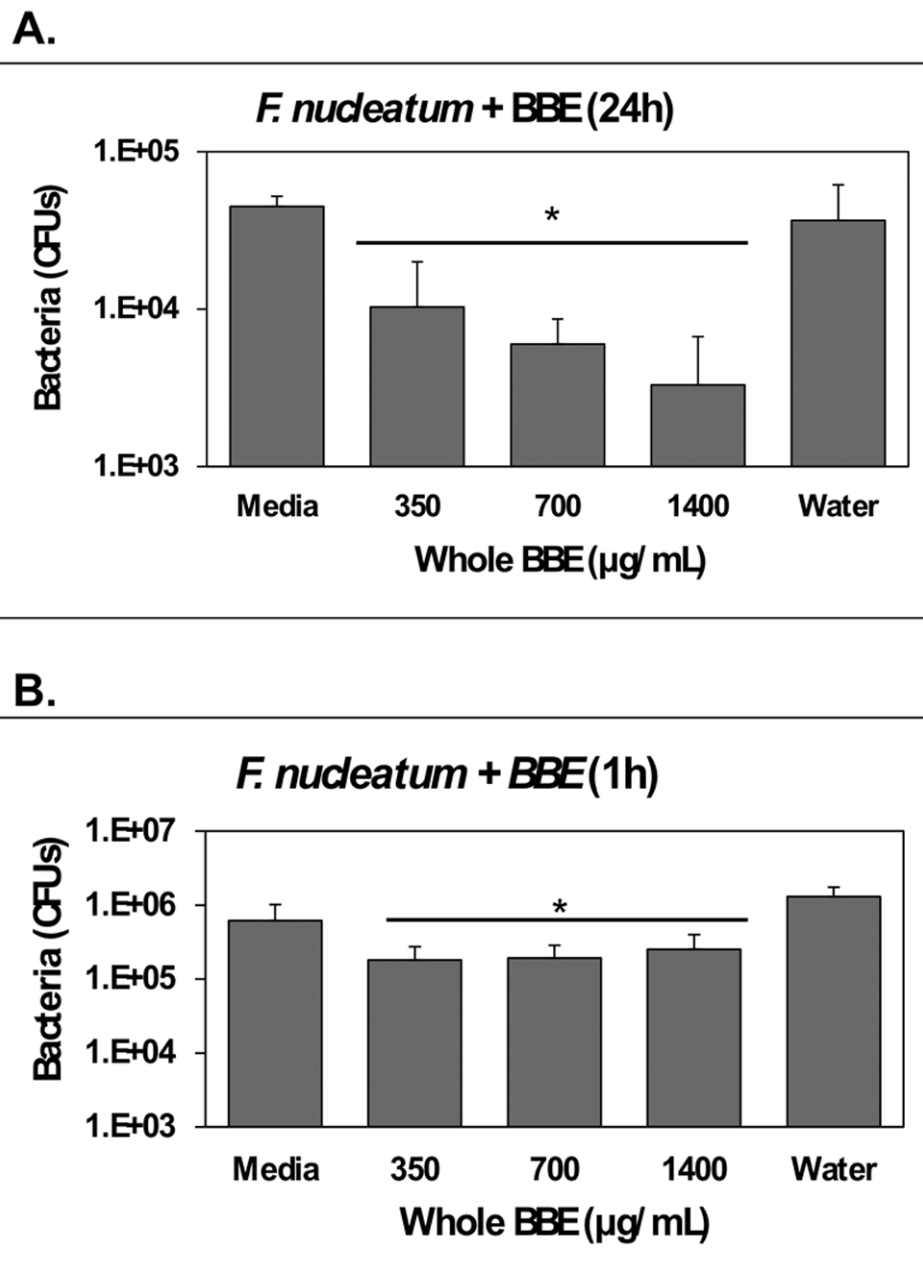 A.
F. nucleatum + BBE (24h)
1.E+05
1.E+04
1.E+03
Bacteria (CFUs)
*
Media 350 700 1400 Water
Whole BBE (µg/ mL)
B.
F. nucleatum + BBE (1h)
1.E+07
1.E+06
1.E+05
1.E+04
1.E+03
Bacteria (CFUs)
*
Media 350 700 1400 Water
Whole BBE (µg/ mL)